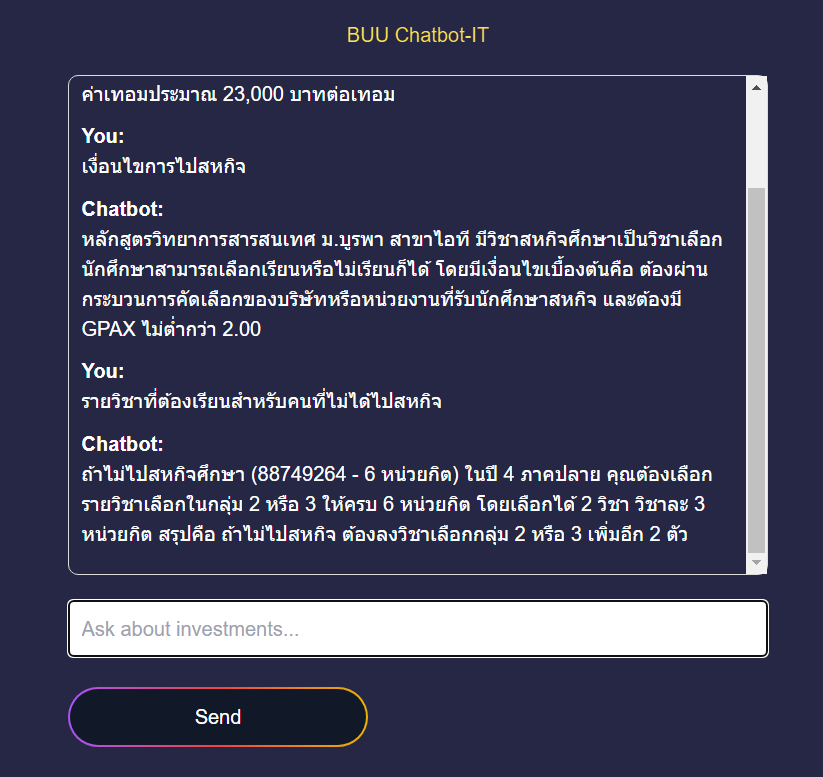 BUU Chatbot-IT
ค่าเทอมประมาณ 23,000 บาทต่อเทอม
You:
เงื่อนไขการไปสหกิจ
Chatbot:
หลักสูตรวิทยาการสารสนเทศ ม.บูรพา สาขาไอที มีวิชาสหกิจศึกษาเป็นวิชาเลือก
นักศึกษาสามารถเลือกเรียนหรือไม่เรียนก็ได้ โดยมีเงื่อนไขเบื้องต้นคือ ต้องผ่าน
กระบวนการคัดเลือกของบริษัทหรือหน่วยงานที่รับนักศึกษาสหกิจ และต้องมี
GPAX ไม่ต่ำกว่า 2.00
You:
รายวิชาที่ต้องเรียนสำหรับคนที่ไม่ได้ไปสหกิจ
Chatbot:
ถ้าไม่ไปสหกิจศึกษา (88749264 - 6 หน่วยกิต) ในปี 4 ภาคปลาย คุณต้องเลือก
รายวิชาเลือกในกลุ่ม 2 หรือ 3 ให้ครบ 6 หน่วยกิต โดยเลือกได้ 2 วิชา วิชาละ 3
หน่วยกิต สรุปคือ ถ้าไม่ไปสหกิจ ต้องลงวิชาเลือกกลุ่ม 2 หรือ 3 เพิ่มอีก 2 ตัว
Ask about investments...
Send